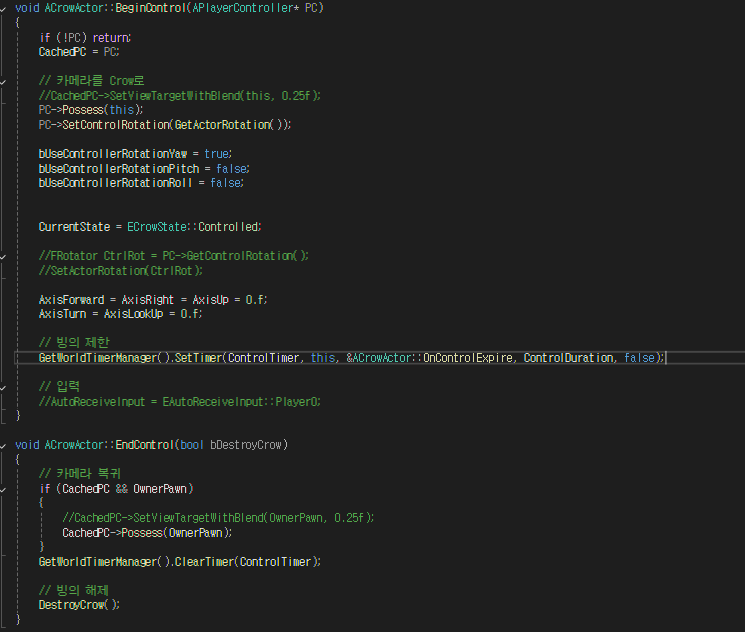 void ACrowActor::BeginControl(APlayerController* PC)
{
if (!PC) return;
CachedPC = PC;
// 카메라를 Crow로
//CachedPC->SetViewTargetWithBlend(this, 0.25f);
PC->Possess(this);
PC->SetControlRotation(GetActorRotation());
bUseControllerRotationYaw = true;
bUseControllerRotationPitch = false;
bUseControllerRotationRoll = false;
CurrentState = ECrowState::Controlled;
//FRotator CtrlRot = PC->GetControlRotation();
//SetActorRotation(CtrlRot);
AxisForward = AxisRight = AxisUp = 0.f;
AxisTurn = AxisLookUp = 0.f;
// 빙의 제한
GetWorldTimerManager().SetTimer(ControlTimer, this, &ACrowActor::OnControlExpire, ControlDuration, false);
// 입력
//AutoReceiveInput = EAutoReceiveInput::Player0;
}
void ACrowActor::EndControl(bool bDestroyCrow)
{
// 카메라 복귀
if (CachedPC && OwnerPawn)
{
//CachedPC->SetViewTargetWithBlend(OwnerPawn, 0.25f);
CachedPC->Possess(OwnerPawn);
}
GetWorldTimerManager().ClearTimer(ControlTimer);
// 빙의 해제
DestroyCrow();
}